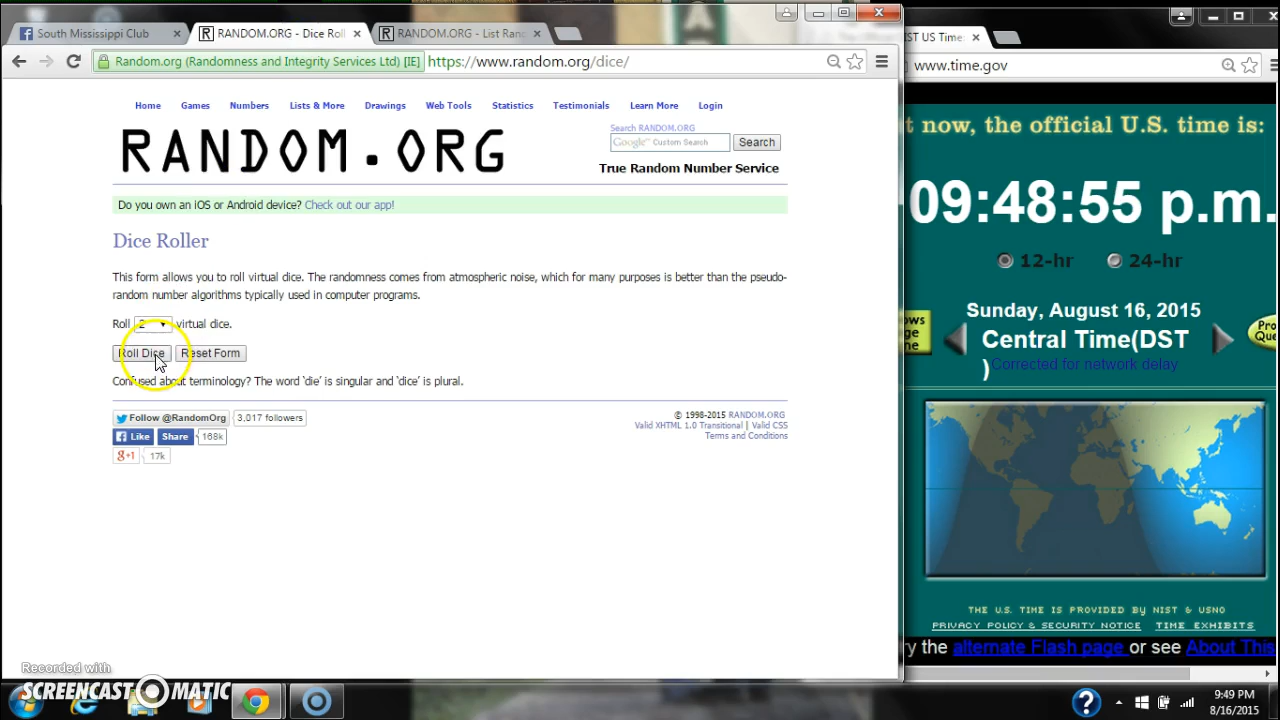 South Mississippi Club
RANDOM.ORG - Dice Roll
RANDOM.ORG - List Ran
Random.org (Randomness and Integrity Services Ltd) [IE]
https://www.random.org/dice/
Home Games Numbers Lists & More Drawings Web Tools Statistics Testimonials Learn More Login
RANDOM.ORG
Search RANDOM.ORG
Google™ Custom Search
Search
True Random Number Service
Do you own an iOS or Android device? Check out our app!
Dice Roller
This form allows you to roll virtual dice. The randomness comes from atmospheric noise, which for many purposes is better than the pseudo-
random number algorithms typically used in computer programs.
Roll 2 virtual dice.
Roll Dice Reset Form
Confused about terminology? The word 'die' is singular and 'dice' is plural.
Follow @RandomOrg 3,017 followers
Like Share 168k
g+1 17k
© 1998-2015 RANDOM.ORG
Valid XHTML 1.0 Transitional | Valid CSS
Terms and Conditions
ST US Time:
www.time.gov
t now, the official U.S. time is:
09:48:55 p.m.
12-hr 24-hr
Sunday, August 16, 2015
Central Time(DST
)Corrected for network delay
THE U.S. TIME IS PROVIDED BY NIST & USNO
PRIVACY POLICY & SECURITY NOTICE TIME EXHIBITS
ry the alternate Flash page or see About This
Recorded with
SCREENCAST-O-MATIC
9:49 PM
8/16/2015